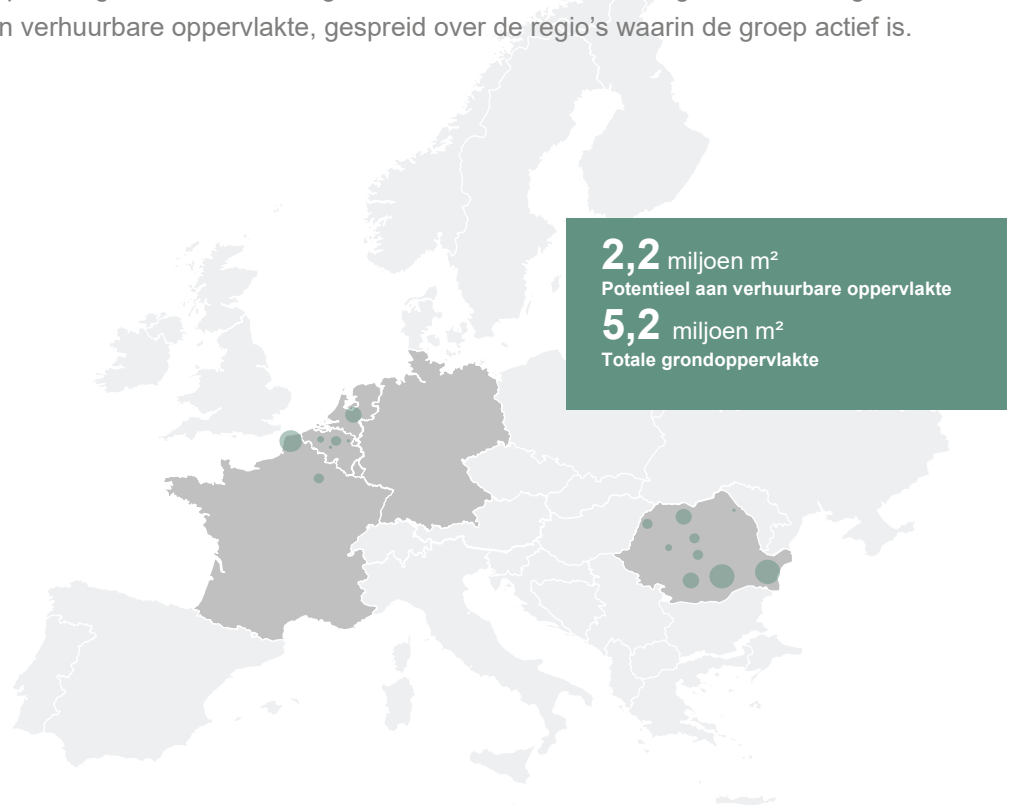 n verhuurbare oppervlakte, gespreid over de regio’s waarin de groep actief is.
2,2 miljoen m²
Potentieel aan verhuurbare oppervlakte
5,2 miljoen m²
Totale grondoppervlakte